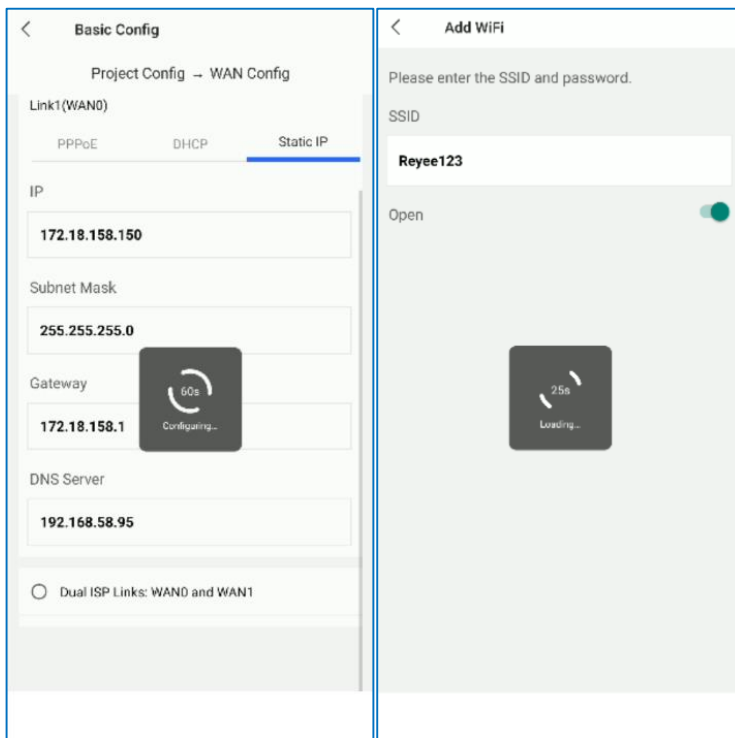 Basic Config
Project Config → WAN Config
Link1(WAN0)
PPPoE DHCP Static IP
IP
172.18.158.150
Subnet Mask
255.255.255.0
Gateway
60s
172.18.158.1
Configuring...
DNS Server
192.168.58.95
Dual ISP Links: WAN0 and WAN1
Add WiFi
Please enter the SSID and password.
SSID
Reyee123
Open
25s
Loading...